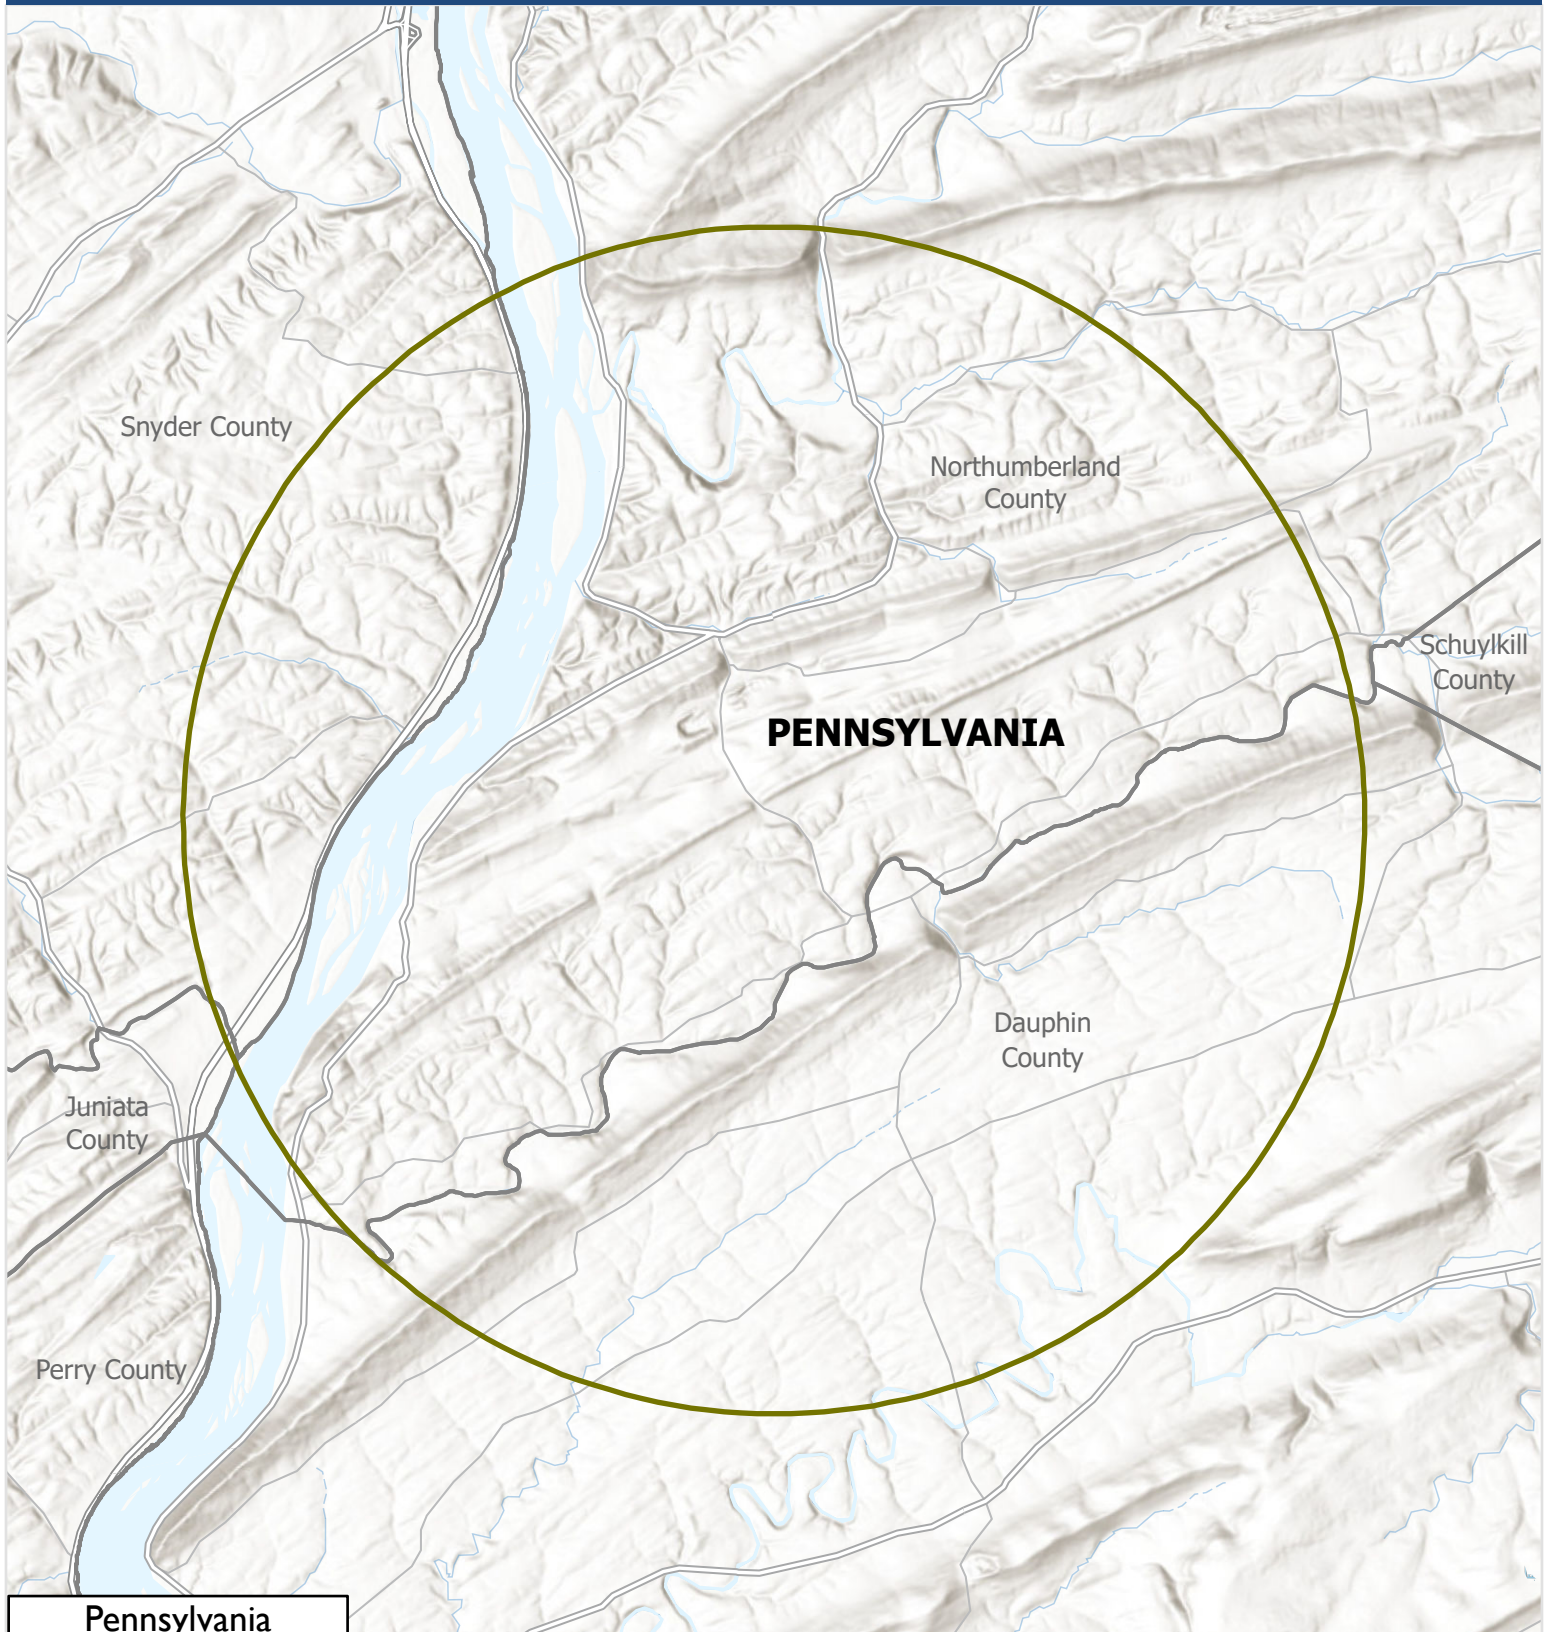 Snyder County
Northumberland
County
Schuylkill
County
PENNSYLVANIA
Dauphin
County
Juniata
County
Perry County
Pennsylvania